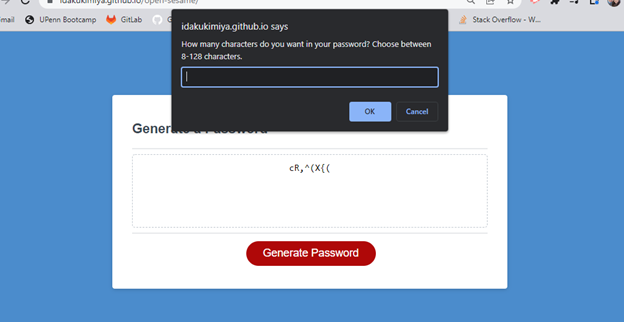 idakukimiya.github.io/open-sesame/
mail UPenn Bootcamp GitLab G Stack Overflow - W...
idakukimiya.github.io says
How many characters do you want in your password? Choose between
8-128 characters.
OK Cancel
Generate a Password
cR,^(X{(
Generate Password